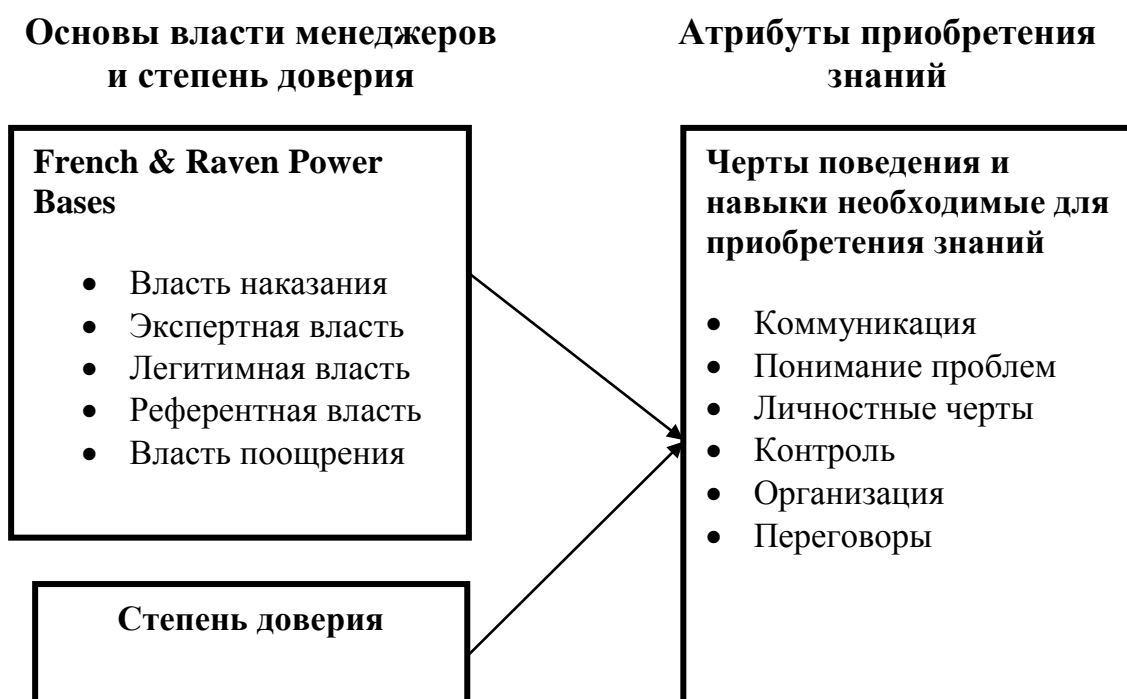 Основы власти менеджеров
и степень доверия
Атрибуты приобретения
знаний
French & Raven Power
Bases
• Власть наказания
• Экспертная власть
• Легитимная власть
• Референтная власть
• Власть поощрения
Степень доверия
Черты поведения и
навыки необходимые для
приобретения знаний
• Коммуникация
• Понимание проблем
• Личностные черты
• Контроль
• Организация
• Переговоры